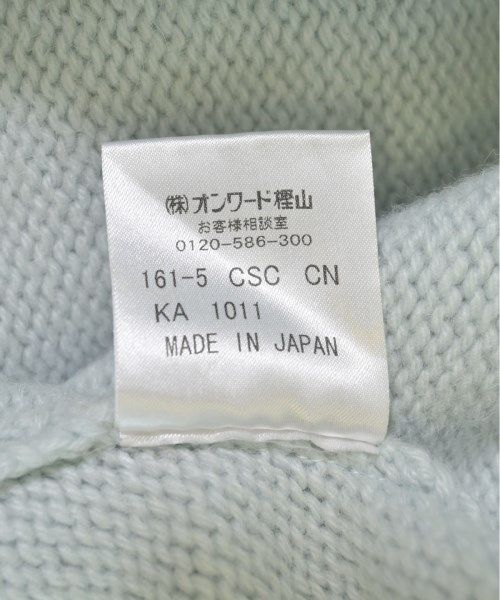 (株)オンワード樫山
お客様相談室
0120-586-300
161-5 CSC CN
KA 1011
MADE IN JAPAN